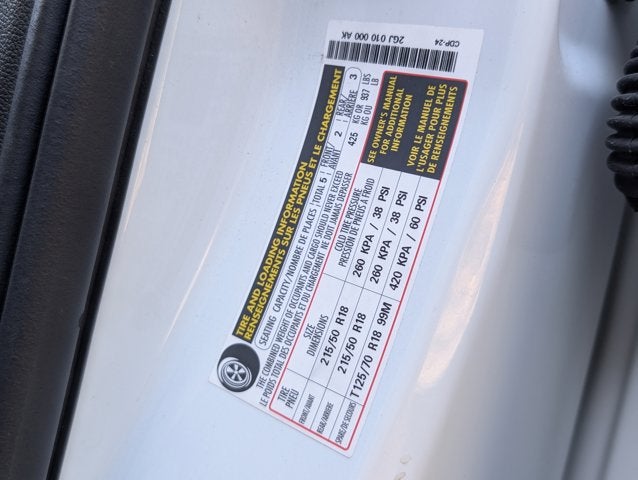 TIRE AND LOADING INFORMATION
RENSEIGNEMENTS SUR LES PNEUS ET LE CHARGEMENT
SEATING CAPACITY/NOMBRE DE PLACES | TOTAL 5 | FRONT/AVANT 2 | REAR/ARRIÈRE 3
THE COMBINED WEIGHT OF OCCUPANTS AND CARGO SHOULD NEVER EXCEED 425 KG OR 937 LBS
LE POIDS TOTAL DES OCCUPANTS ET DU CHARGEMENT NE DOIT JAMAIS DEPASSER KG OU LB
TIRE PNEU SIZE DIMENSIONS COLD TIRE PRESSURE PRESSION DE PNEUS A FROID
FRONT/AVANT 215/50 R18 260 KPA / 38 PSI
REAR/ARRIERE 215/50 R18 260 KPA / 38 PSI
SPARE/DE SECOURS T125/70 R18 99M 420 KPA / 60 PSI
SEE OWNER'S MANUAL
FOR ADDITIONAL
INFORMATION
VOIR LE MANUEL DE
L'USAGER POUR PLUS
DE RENSEIGNEMENTS
2GJ 010 000 AK
CDP-24